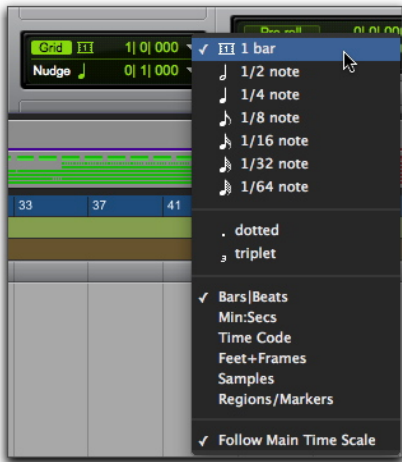 Grid 1| 0| 000
Nudge 0| 1| 000
Pre-roll
✓ 1 bar
1/2 note
1/4 note
1/8 note
1/16 note
1/32 note
1/64 note
. dotted
3 triplet
✓ Bars|Beats
Min:Secs
Time Code
Feet+Frames
Samples
Regions/Markers
✓ Follow Main Time Scale
33 37 41